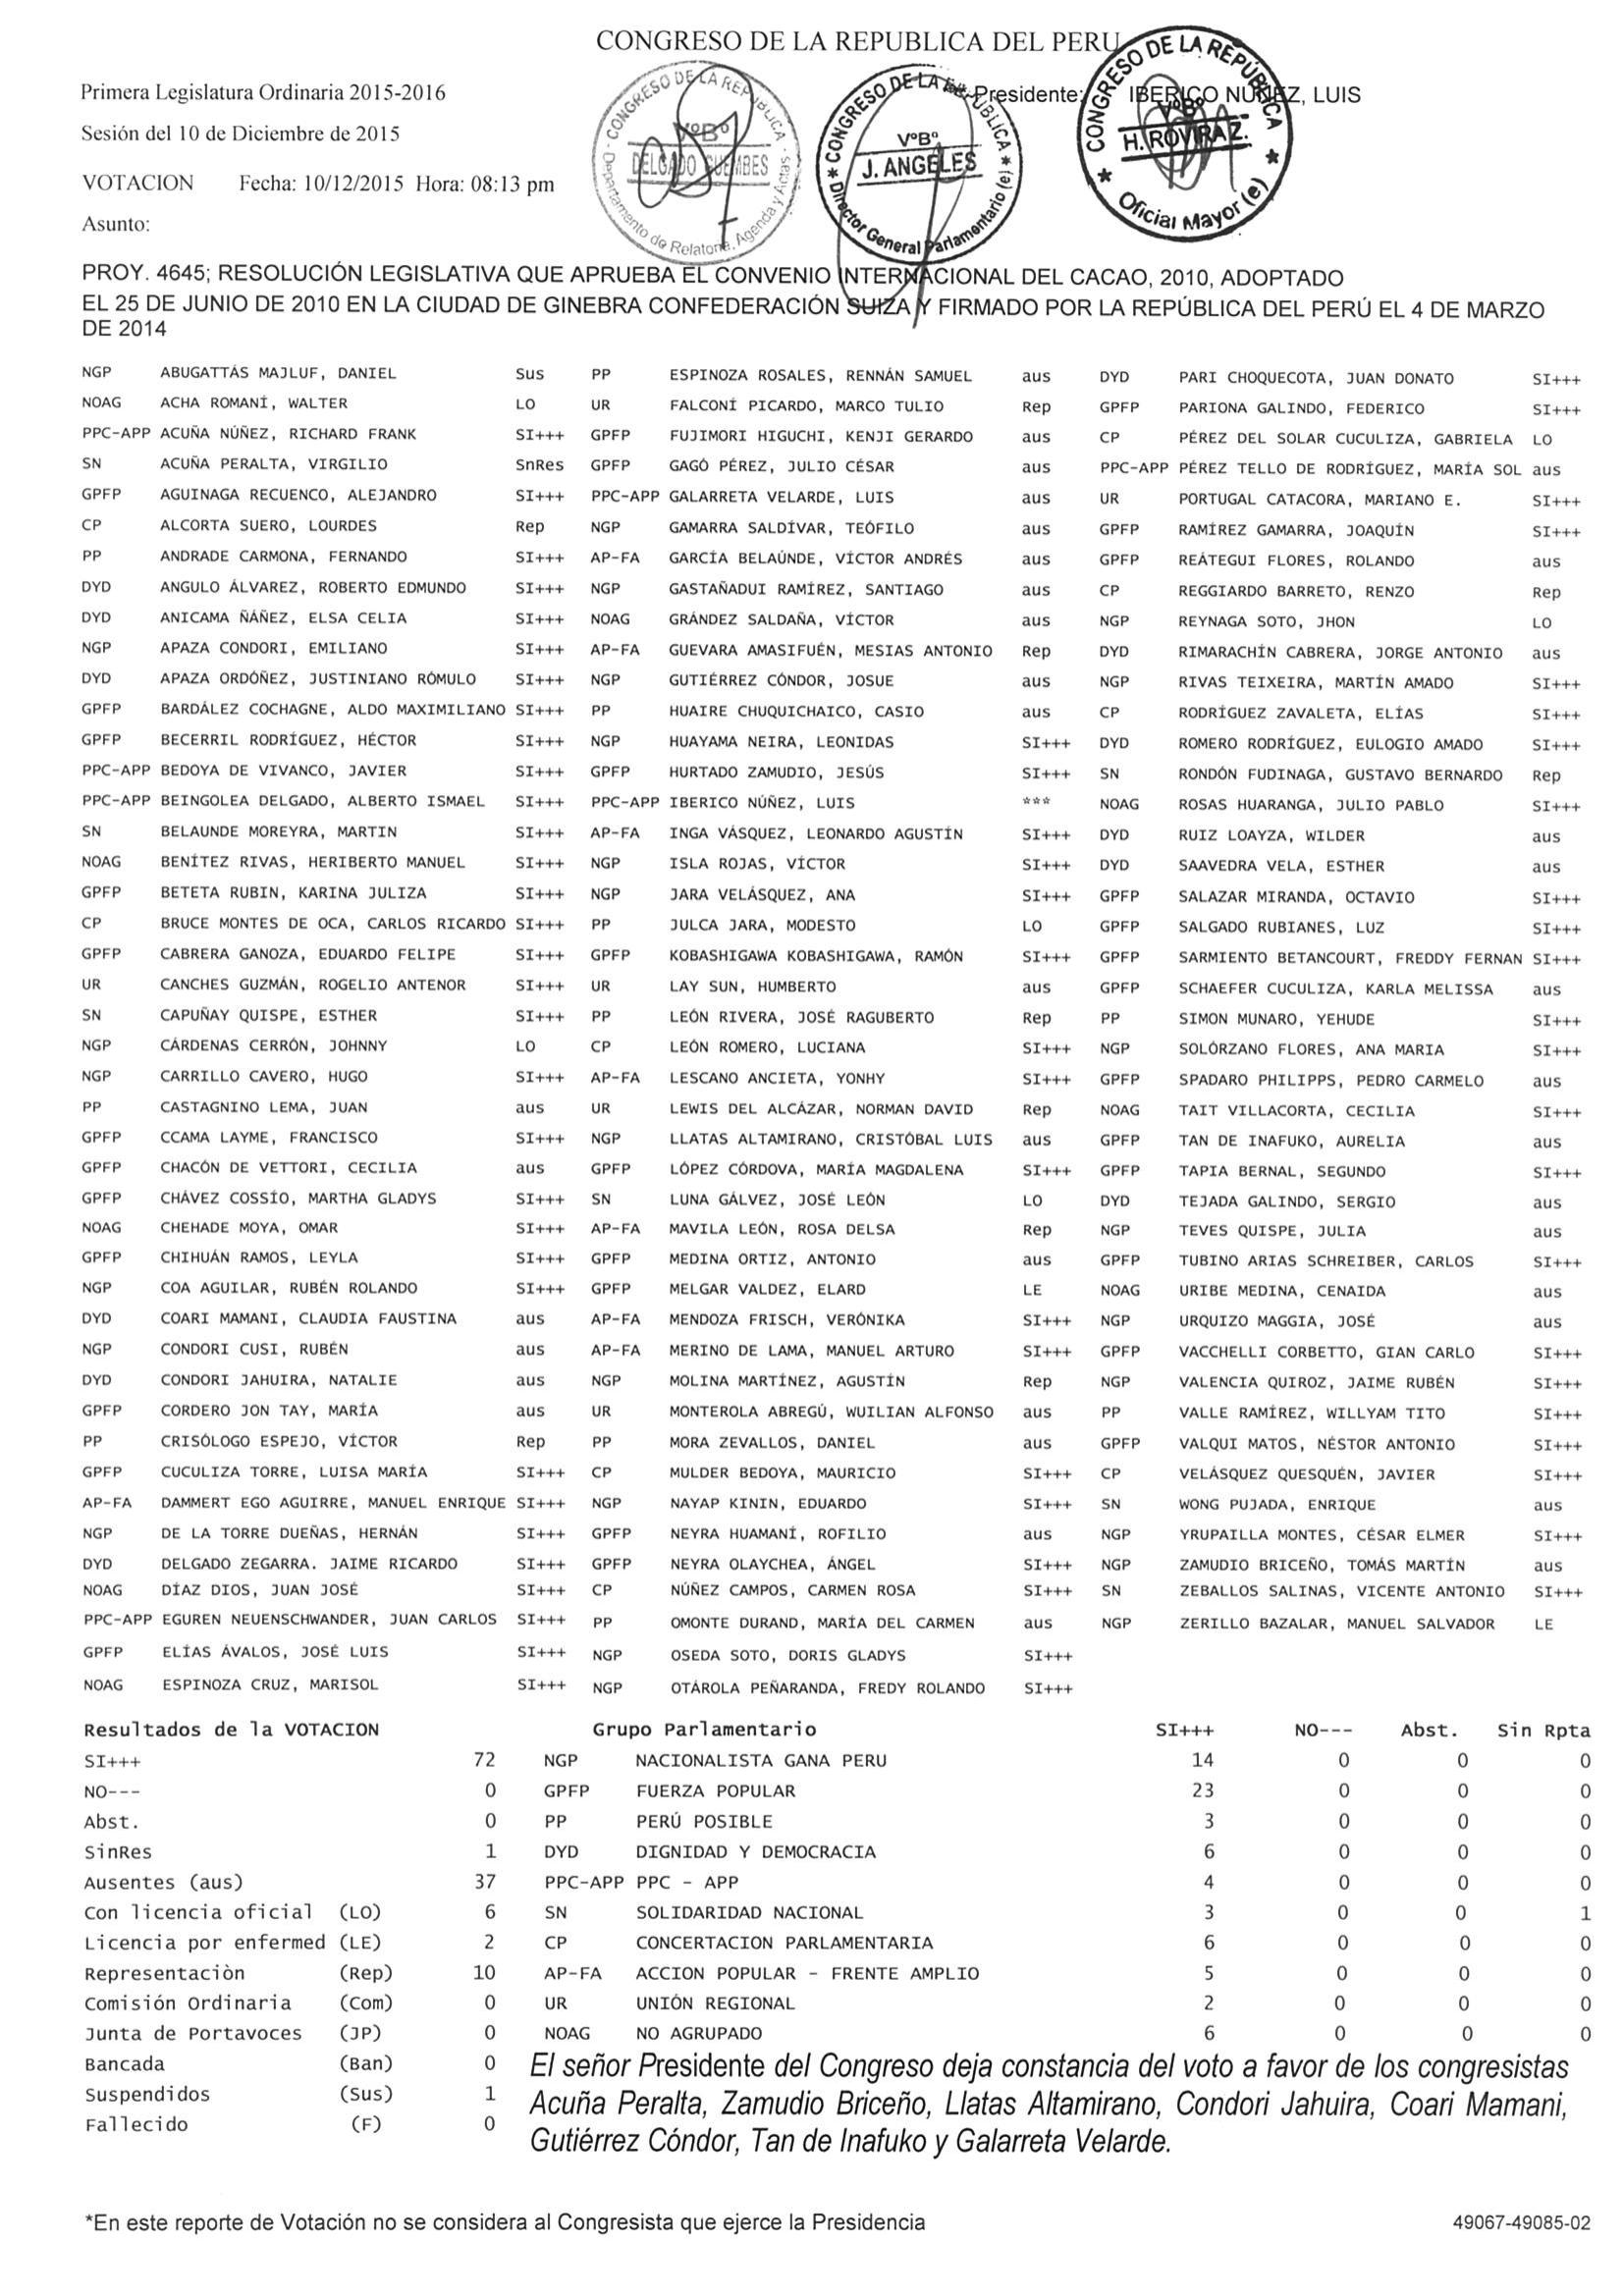 CONGRESO DE LA REPUBLICA DEL PERU
Primera Legislatura Ordinaria 2015-2016
Presidente: IBERICO NUÑEZ, LUIS
Sesión del 10 de Diciembre de 2015
VOTACION Fecha: 10/12/2015 Hora: 08:13 pm
Asunto:
CONGRESO DE LA REPÚBLICA
VºBº
DELGADO GUEMBES
Departamento de Relatoría, Agenda y Actas
CONGRESO DE LA REPÚBLICA
VºBº
J. ANGELES
Director General Parlamentario (e)
CONGRESO DE LA REPÚBLICA
VºBº
H. ROVIRA Z.
Oficial Mayor (e)
PROY. 4645; RESOLUCIÓN LEGISLATIVA QUE APRUEBA EL CONVENIO INTERNACIONAL DEL CACAO, 2010, ADOPTADO
EL 25 DE JUNIO DE 2010 EN LA CIUDAD DE GINEBRA CONFEDERACIÓN SUIZA Y FIRMADO POR LA REPÚBLICA DEL PERÚ EL 4 DE MARZO
DE 2014
NGP ABUGATTÁS MAJLUF, DANIEL Sus PP ESPINOZA ROSALES, RENNÁN SAMUEL aus DYD PARI CHOQUECOTA, JUAN DONATO SI+++
NOAG ACHA ROMANÍ, WALTER LO UR FALCONÍ PICARDO, MARCO TULIO Rep GPFP PARIONA GALINDO, FEDERICO SI+++
PPC-APP ACUÑA NÚÑEZ, RICHARD FRANK SI+++ GPFP FUJIMORI HIGUCHI, KENJI GERARDO aus CP PÉREZ DEL SOLAR CUCULIZA, GABRIELA LO
SN ACUÑA PERALTA, VIRGILIO SnRes GPFP GAGÓ PÉREZ, JULIO CÉSAR aus PPC-APP PÉREZ TELLO DE RODRÍGUEZ, MARÍA SOL aus
GPFP AGUINAGA RECUENCO, ALEJANDRO SI+++ PPC-APP GALARRETA VELARDE, LUIS aus UR PORTUGAL CATACORA, MARIANO E. SI+++
CP ALCORTA SUERO, LOURDES Rep NGP GAMARRA SALDÍVAR, TEÓFILO aus GPFP RAMÍREZ GAMARRA, JOAQUÍN SI+++
PP ANDRADE CARMONA, FERNANDO SI+++ AP-FA GARCÍA BELAÚNDE, VÍCTOR ANDRÉS aus GPFP REÁTEGUI FLORES, ROLANDO aus
DYD ANGULO ÁLVAREZ, ROBERTO EDMUNDO SI+++ NGP GASTAÑADUI RAMÍREZ, SANTIAGO aus CP REGGIARDO BARRETO, RENZO Rep
DYD ANICAMA ÑÁÑEZ, ELSA CELIA SI+++ NOAG GRÁNDEZ SALDAÑA, VÍCTOR aus NGP REYNAGA SOTO, JHON LO
NGP APAZA CONDORI, EMILIANO SI+++ AP-FA GUEVARA AMASIFUÉN, MESIAS ANTONIO Rep DYD RIMARACHÍN CABRERA, JORGE ANTONIO aus
DYD APAZA ORDÓÑEZ, JUSTINIANO RÓMULO SI+++ NGP GUTIÉRREZ CÓNDOR, JOSUE aus NGP RIVAS TEIXEIRA, MARTÍN AMADO SI+++
GPFP BARDÁLEZ COCHAGNE, ALDO MAXIMILIANO SI+++ PP HUAIRE CHUQUICHAICO, CASIO aus CP RODRÍGUEZ ZAVALETA, ELÍAS SI+++
GPFP BECERRIL RODRÍGUEZ, HÉCTOR SI+++ NGP HUAYAMA NEIRA, LEONIDAS SI+++ DYD ROMERO RODRÍGUEZ, EULOGIO AMADO SI+++
PPC-APP BEDOYA DE VIVANCO, JAVIER SI+++ GPFP HURTADO ZAMUDIO, JESÚS SI+++ SN RONDÓN FUDINAGA, GUSTAVO BERNARDO Rep
PPC-APP BEINGOLEA DELGADO, ALBERTO ISMAEL SI+++ PPC-APP IBERICO NÚÑEZ, LUIS *** NOAG ROSAS HUARANGA, JULIO PABLO SI+++
SN BELAUNDE MOREYRA, MARTIN SI+++ AP-FA INGA VÁSQUEZ, LEONARDO AGUSTÍN SI+++ DYD RUIZ LOAYZA, WILDER aus
NOAG BENÍTEZ RIVAS, HERIBERTO MANUEL SI+++ NGP ISLA ROJAS, VÍCTOR SI+++ DYD SAAVEDRA VELA, ESTHER aus
GPFP BETETA RUBIN, KARINA JULIZA SI+++ NGP JARA VELÁSQUEZ, ANA SI+++ GPFP SALAZAR MIRANDA, OCTAVIO SI+++
CP BRUCE MONTES DE OCA, CARLOS RICARDO SI+++ PP JULCA JARA, MODESTO LO GPFP SALGADO RUBIANES, LUZ SI+++
GPFP CABRERA GANOZA, EDUARDO FELIPE SI+++ GPFP KOBASHIGAWA KOBASHIGAWA, RAMÓN SI+++ GPFP SARMIENTO BETANCOURT, FREDDY FERNAN SI+++
UR CANCHES GUZMÁN, ROGELIO ANTENOR SI+++ UR LAY SUN, HUMBERTO aus GPFP SCHAEFER CUCULIZA, KARLA MELISSA aus
SN CAPUÑAY QUISPE, ESTHER SI+++ PP LEÓN RIVERA, JOSÉ RAGUBERTO Rep PP SIMON MUNARO, YEHUDE SI+++
NGP CÁRDENAS CERRÓN, JOHNNY LO CP LEÓN ROMERO, LUCIANA SI+++ NGP SOLÓRZANO FLORES, ANA MARIA SI+++
NGP CARRILLO CAVERO, HUGO SI+++ AP-FA LESCANO ANCIETA, YONHY SI+++ GPFP SPADARO PHILIPPS, PEDRO CARMELO aus
PP CASTAGNINO LEMA, JUAN aus UR LEWIS DEL ALCÁZAR, NORMAN DAVID Rep NOAG TAIT VILLACORTA, CECILIA SI+++
GPFP CCAMA LAYME, FRANCISCO SI+++ NGP LLATAS ALTAMIRANO, CRISTÓBAL LUIS aus GPFP TAN DE INAFUKO, AURELIA aus
GPFP CHACÓN DE VETTORI, CECILIA aus GPFP LÓPEZ CÓRDOVA, MARÍA MAGDALENA SI+++ GPFP TAPIA BERNAL, SEGUNDO SI+++
GPFP CHÁVEZ COSSÍO, MARTHA GLADYS SI+++ SN LUNA GÁLVEZ, JOSÉ LEÓN LO DYD TEJADA GALINDO, SERGIO aus
NOAG CHEHADE MOYA, OMAR SI+++ AP-FA MAVILA LEÓN, ROSA DELSA Rep NGP TEVES QUISPE, JULIA aus
GPFP CHIHUÁN RAMOS, LEYLA SI+++ GPFP MEDINA ORTIZ, ANTONIO aus GPFP TUBINO ARIAS SCHREIBER, CARLOS SI+++
NGP COA AGUILAR, RUBÉN ROLANDO SI+++ GPFP MELGAR VALDEZ, ELARD LE NOAG URIBE MEDINA, CENAIDA aus
DYD COARI MAMANI, CLAUDIA FAUSTINA aus AP-FA MENDOZA FRISCH, VERÓNIKA SI+++ NGP URQUIZO MAGGIA, JOSÉ aus
NGP CONDORI CUSI, RUBÉN aus AP-FA MERINO DE LAMA, MANUEL ARTURO SI+++ GPFP VACCHELLI CORBETTO, GIAN CARLO SI+++
DYD CONDORI JAHUIRA, NATALIE aus NGP MOLINA MARTÍNEZ, AGUSTÍN Rep NGP VALENCIA QUIROZ, JAIME RUBÉN SI+++
GPFP CORDERO JON TAY, MARÍA aus UR MONTEROLA ABREGÚ, WUILIAN ALFONSO aus PP VALLE RAMÍREZ, WILLYAM TITO SI+++
PP CRISÓLOGO ESPEJO, VÍCTOR Rep PP MORA ZEVALLOS, DANIEL aus GPFP VALQUI MATOS, NÉSTOR ANTONIO SI+++
GPFP CUCULIZA TORRE, LUISA MARÍA SI+++ CP MULDER BEDOYA, MAURICIO SI+++ CP VELÁSQUEZ QUESQUÉN, JAVIER SI+++
AP-FA DAMMERT EGO AGUIRRE, MANUEL ENRIQUE SI+++ NGP NAYAP KININ, EDUARDO SI+++ SN WONG PUJADA, ENRIQUE aus
NGP DE LA TORRE DUEÑAS, HERNÁN SI+++ GPFP NEYRA HUAMANÍ, ROFILIO aus NGP YRUPAILLA MONTES, CÉSAR ELMER SI+++
DYD DELGADO ZEGARRA. JAIME RICARDO SI+++ GPFP NEYRA OLAYCHEA, ÁNGEL SI+++ NGP ZAMUDIO BRICEÑO, TOMÁS MARTÍN aus
NOAG DÍAZ DIOS, JUAN JOSÉ SI+++ CP NÚÑEZ CAMPOS, CARMEN ROSA SI+++ SN ZEBALLOS SALINAS, VICENTE ANTONIO SI+++
PPC-APP EGUREN NEUENSCHWANDER, JUAN CARLOS SI+++ PP OMONTE DURAND, MARÍA DEL CARMEN aus NGP ZERILLO BAZALAR, MANUEL SALVADOR LE
GPFP ELÍAS ÁVALOS, JOSÉ LUIS SI+++ NGP OSEDA SOTO, DORIS GLADYS SI+++
NOAG ESPINOZA CRUZ, MARISOL SI+++ NGP OTÁROLA PEÑARANDA, FREDY ROLANDO SI+++
Resultados de la VOTACION Grupo Parlamentario SI+++ NO--- Abst. Sin Rpta
SI+++ 72 NGP NACIONALISTA GANA PERU 14 0 0 0
NO--- 0 GPFP FUERZA POPULAR 23 0 0 0
Abst. 0 PP PERÚ POSIBLE 3 0 0 0
SinRes 1 DYD DIGNIDAD Y DEMOCRACIA 6 0 0 0
Ausentes (aus) 37 PPC-APP PPC - APP 4 0 0 0
Con licencia oficial (LO) 6 SN SOLIDARIDAD NACIONAL 3 0 0 1
Licencia por enfermed (LE) 2 CP CONCERTACION PARLAMENTARIA 6 0 0 0
Representaciòn (Rep) 10 AP-FA ACCION POPULAR - FRENTE AMPLIO 5 0 0 0
Comisión Ordinaria (Com) 0 UR UNIÓN REGIONAL 2 0 0 0
Junta de Portavoces (JP) 0 NOAG NO AGRUPADO 6 0 0 0
Bancada (Ban) 0
Suspendidos (Sus) 1
Fallecido (F) 0
El señor Presidente del Congreso deja constancia del voto a favor de los congresistas
Acuña Peralta, Zamudio Briceño, Llatas Altamirano, Condori Jahuira, Coari Mamani,
Gutiérrez Cóndor, Tan de Inafuko y Galarreta Velarde.
*En este reporte de Votación no se considera al Congresista que ejerce la Presidencia
49067-49085-02